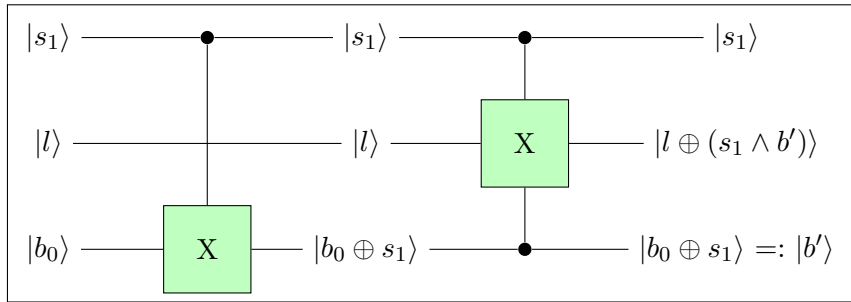 |s₁⟩ |s₁⟩ |s₁⟩
|l⟩ |l⟩ X |l ⊕ (s₁ ∧ b′)⟩
|b₀⟩ X |b₀ ⊕ s₁⟩ |b₀ ⊕ s₁⟩ =: |b′⟩